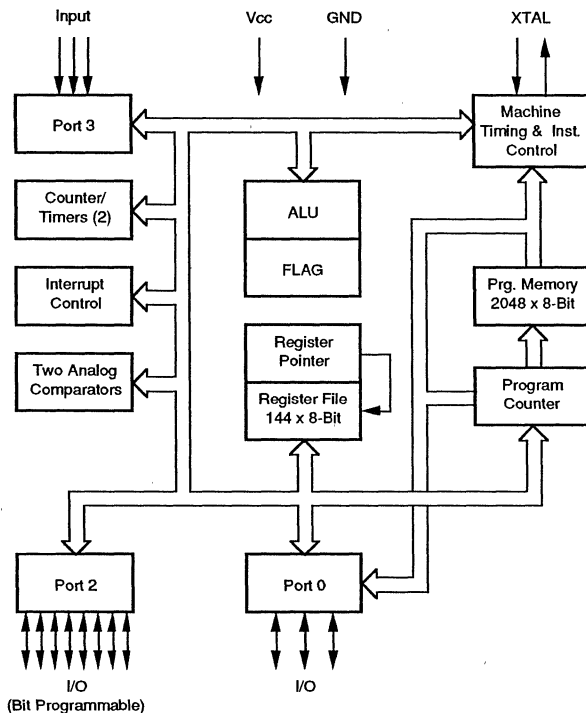 Input
Vcc
GND
XTAL
Port 3
Machine
Timing & Inst.
Control
Counter/
Timers (2)
ALU
FLAG
Interrupt
Control
Prg. Memory
2048 x 8-Bit
Two Analog
Comparators
Register
Pointer
Register File
144 x 8-Bit
Program
Counter
Port 2
Port 0
I/O
(Bit Programmable)
I/O